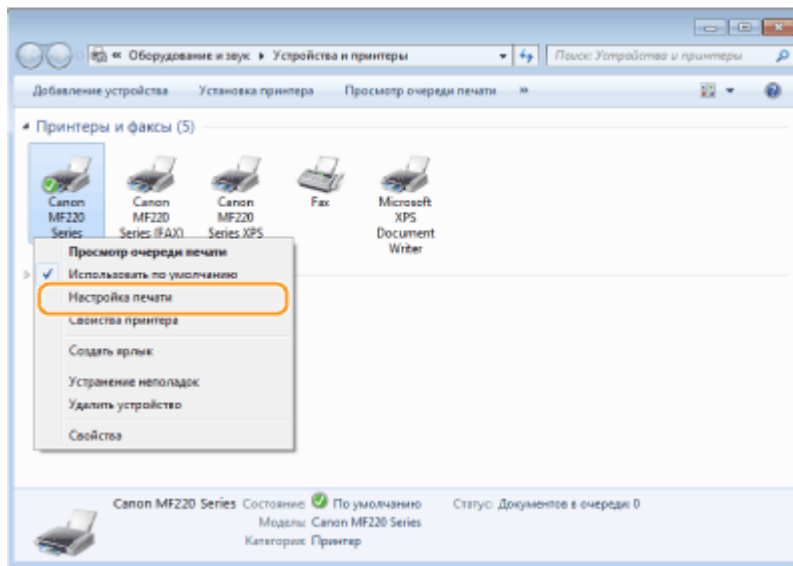 « Оборудование и звук ▸ Устройства и принтеры
Поиск: Устройства и принтеры
Добавление устройства Установка принтера Просмотр очереди печати »
Принтеры и факсы (5)
Canon MF220 Series
Canon MF220 Series (FAX)
Canon MF220 Series XPS
Fax
Microsoft XPS Document Writer
Просмотр очереди печати
Использовать по умолчанию
Настройка печати
Свойства принтера
Создать ярлык
Устранение неполадок
Удалить устройство
Свойства
Canon MF220 Series Состояние: По умолчанию Статус: Документов в очереди: 0
Модель: Canon MF220 Series
Категория: Принтер